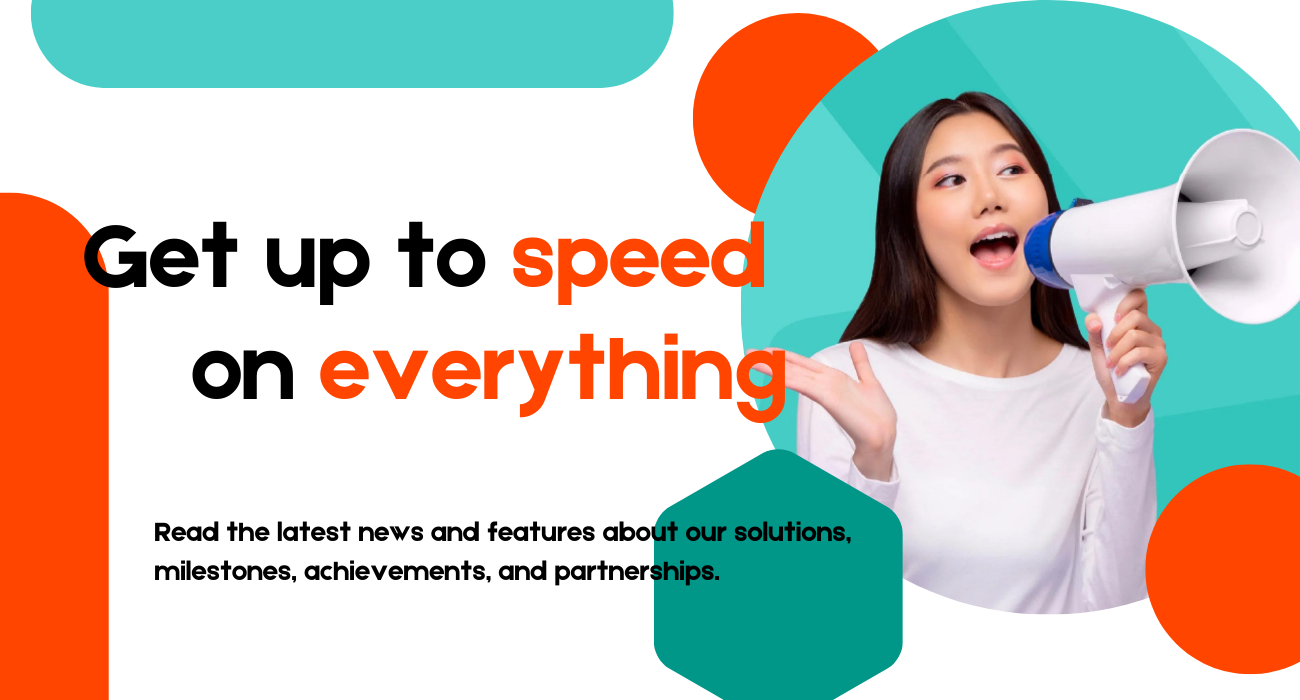 Get up to speed
on everything
Read the latest news and features about our solutions,
milestones, achievements, and partnerships.